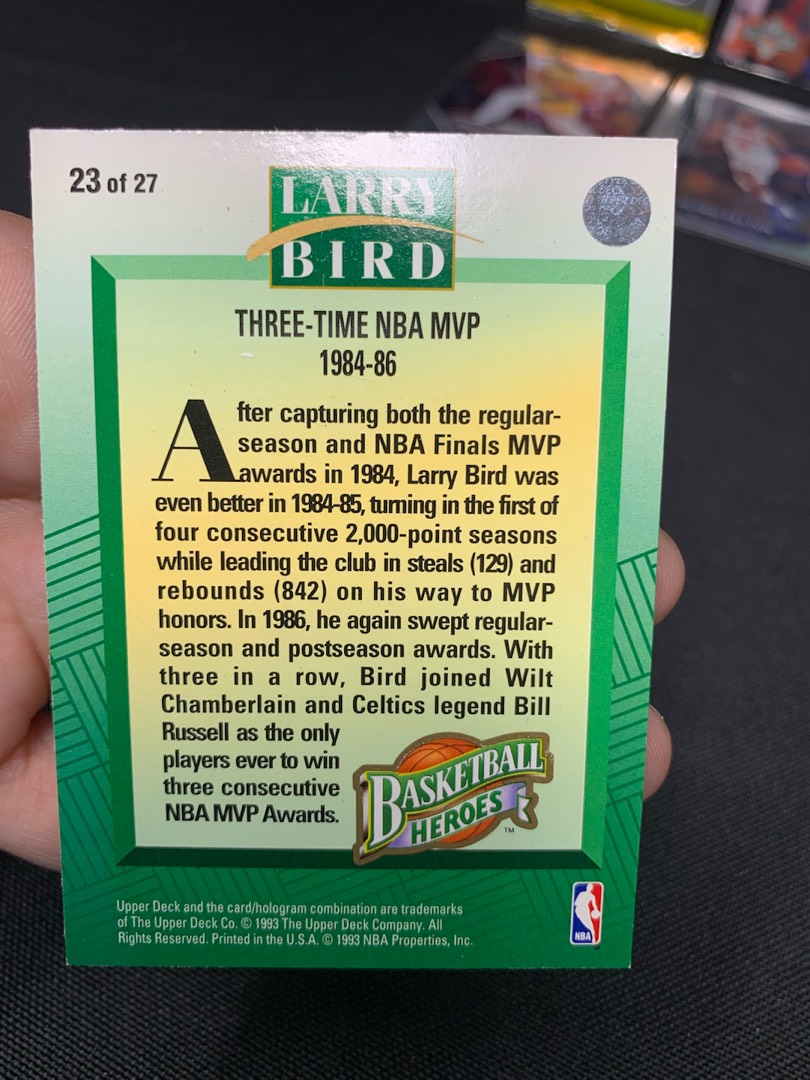 23 of 27
LARRY
BIRD
THREE-TIME NBA MVP
1984-86
After capturing both the regular-
season and NBA Finals MVP
awards in 1984, Larry Bird was
even better in 1984-85, turning in the first of
four consecutive 2,000-point seasons
while leading the club in steals (129) and
rebounds (842) on his way to MVP
honors. In 1986, he again swept regular-
season and postseason awards. With
three in a row, Bird joined Wilt
Chamberlain and Celtics legend Bill
Russell as the only
players ever to win
three consecutive
NBA MVP Awards.
BASKETBALL
HEROES
TM
Upper Deck and the card/hologram combination are trademarks
of The Upper Deck Co. © 1993 The Upper Deck Company. All
Rights Reserved. Printed in the U.S.A. © 1993 NBA Properties, Inc.
NBA